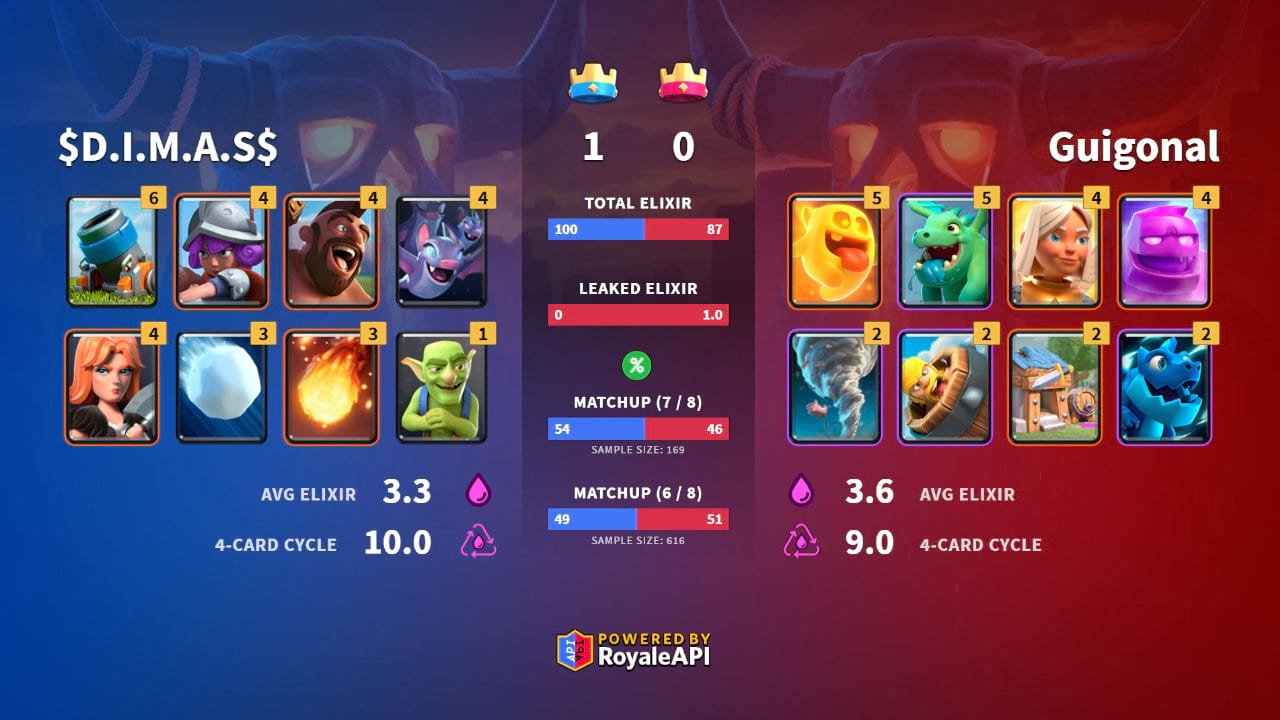 $D.I.M.A.S$
1 0
Guigonal
6 4 4 4
4 3 3 1
AVG ELIXIR 3.3
4-CARD CYCLE 10.0
TOTAL ELIXIR
100 87
LEAKED ELIXIR
0 1.0
%
MATCHUP (7 / 8)
54 46
SAMPLE SIZE: 169
MATCHUP (6 / 8)
49 51
SAMPLE SIZE: 616
5 5 4 4
2 2 2 2
3.6 AVG ELIXIR
9.0 4-CARD CYCLE
API API
POWERED BY
RoyaleAPI